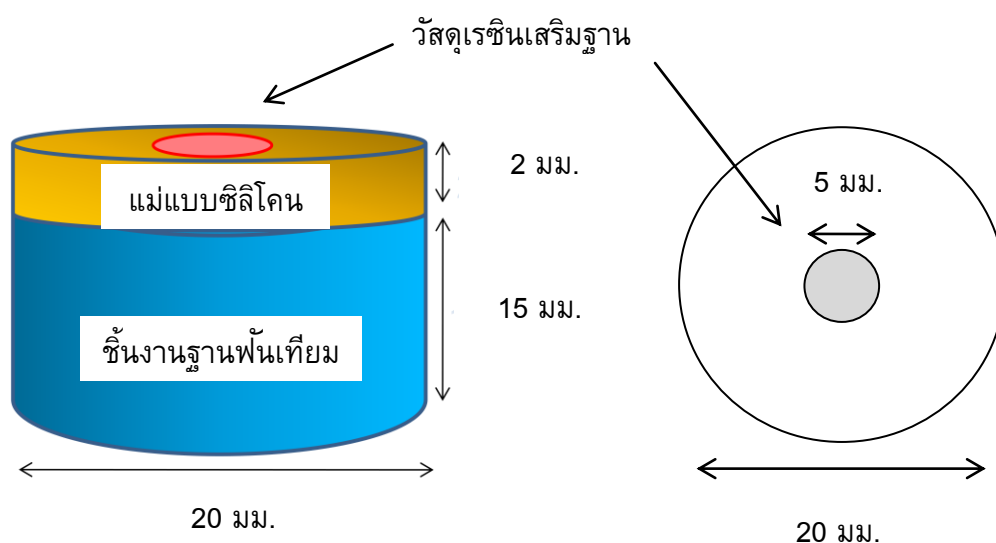 วัสดุเรซินเสริมฐาน
2 มม.
แม่แบบซิลิโคน
5 มม.
15 มม.
ชิ้นงานฐานฟันเทียม
20 มม.
20 มม.